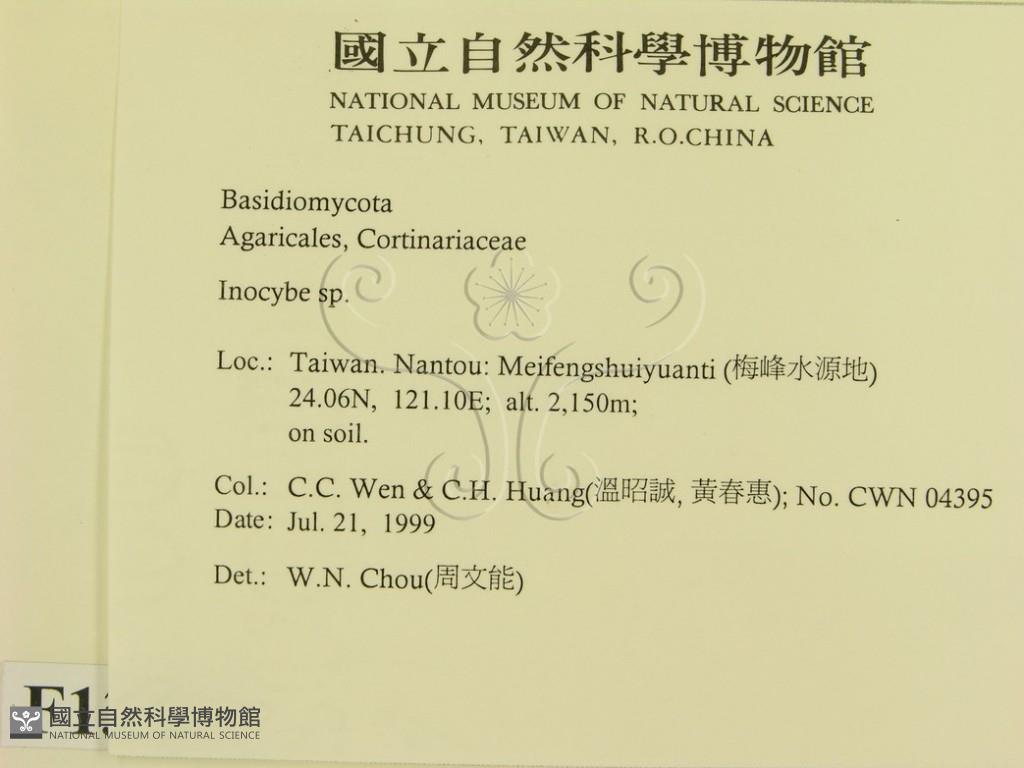 國立自然科學博物館
NATIONAL MUSEUM OF NATURAL SCIENCE
TAICHUNG, TAIWAN, R.O.CHINA
Basidiomycota
Agaricales, Cortinariaceae
Inocybe sp.
Loc.: Taiwan. Nantou: Meifengshuiyuanti (梅峰水源地)
24.06N, 121.10E; alt. 2,150m;
on soil.
Col.: C.C. Wen & C.H. Huang(溫昭誠, 黃春惠); No. CWN 04395
Date: Jul. 21, 1999
Det.: W.N. Chou(周文能)
國立自然科學博物館
NATIONAL MUSEUM OF NATURAL SCIENCE